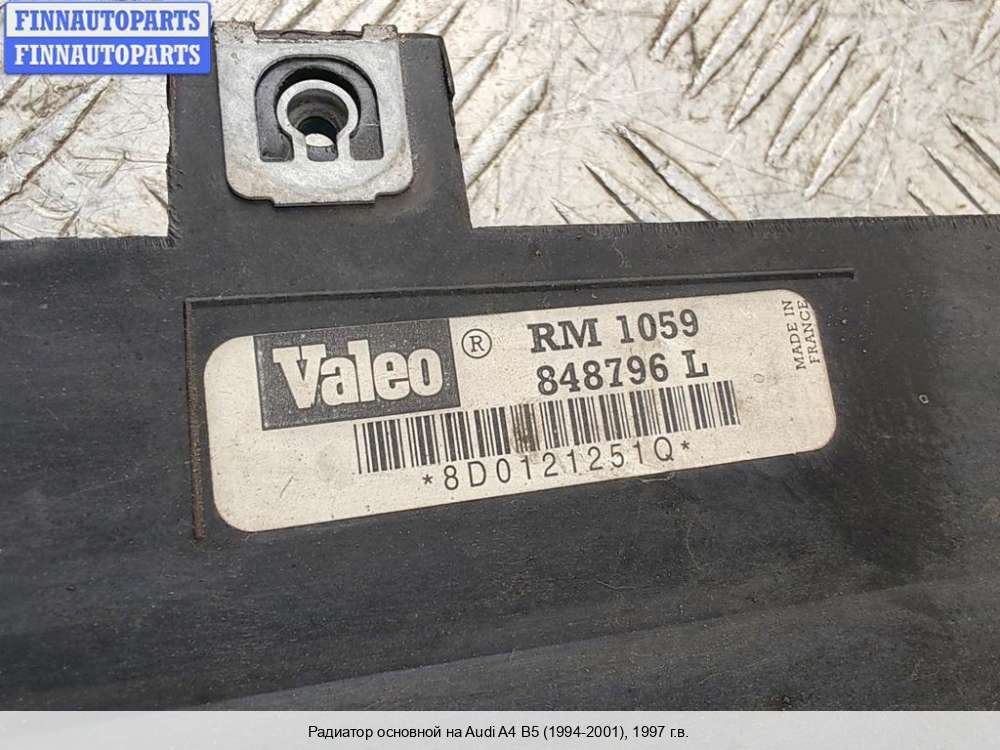 FINNAUTOPARTS
FINNAUTOPARTS
Valeo ® RM 1059
848796 L
MADE IN
FRANCE
*8D0121251Q*
Радиатор основной на Audi A4 B5 (1994-2001), 1997 г.в.